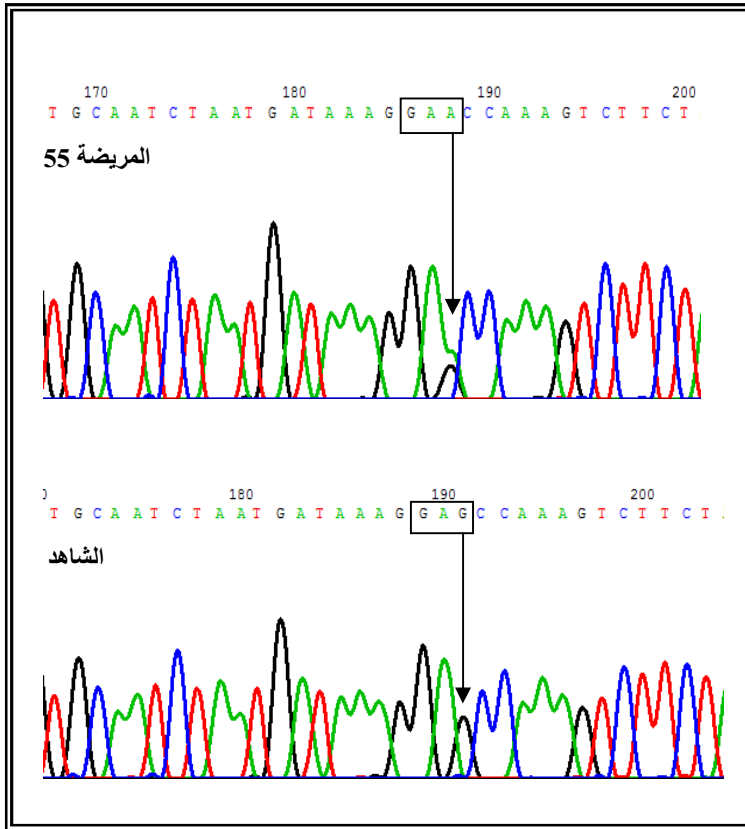 170 180 190 200
T G C A A T C T A A T G A T A A A G G A A C C A A A G T C T T C T
المريضة 55
180 190 200
T G C A A T C T A A T G A T A A A G G A G C C A A A G T C T T C T
الشاهد